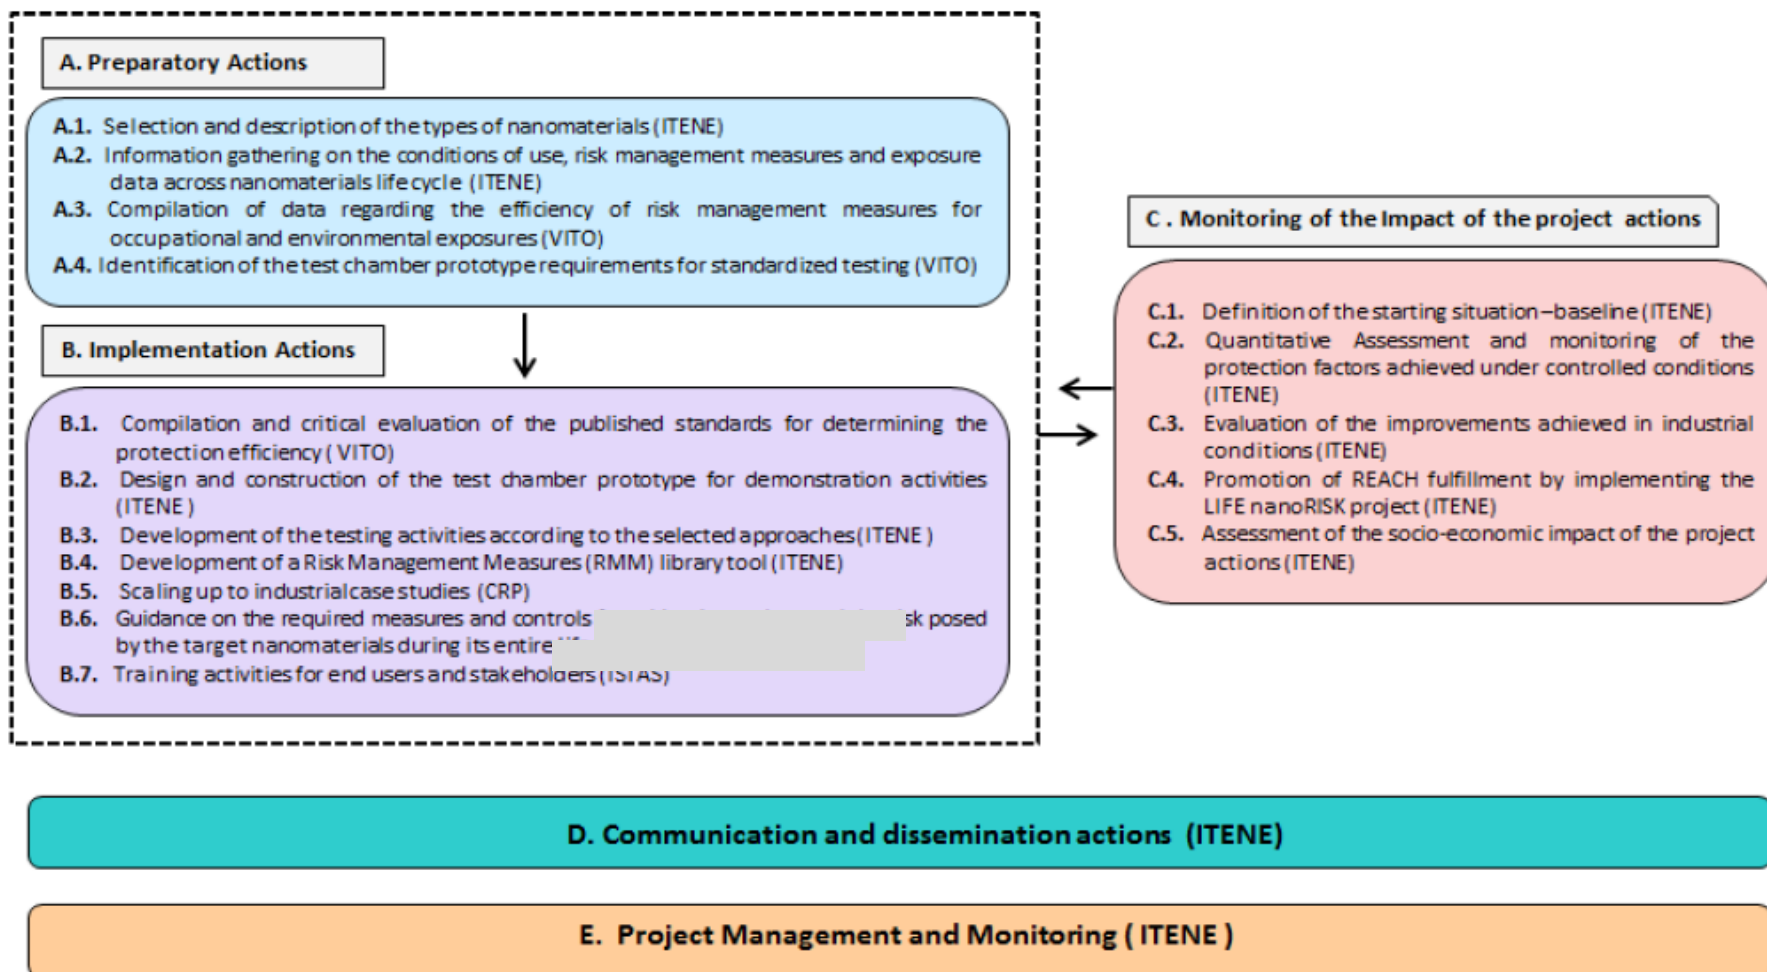 A. Preparatory Actions
A.1. Selection and description of the types of nanomaterials (ITENE)
A.2. Information gathering on the conditions of use, risk management measures and exposure
data across nanomaterials life cycle (ITENE)
A.3. Compilation of data regarding the efficiency of risk management measures for
occupational and environmental exposures (VITO)
A.4. Identification of the test chamber prototype requirements for standardized testing (VITO)
B. Implementation Actions
B.1. Compilation and critical evaluation of the published standards for determining the
protection efficiency ( VITO)
B.2. Design and construction of the test chamber prototype for demonstration activities
(ITENE )
B.3. Development of the testing activities according to the selected approaches (ITENE )
B.4. Development of a Risk Management Measures (RMM) library tool (ITENE)
B.5. Scaling up to industrial case studies (CRP)
B.6. Guidance on the required measures and controls posed
by the target nanomaterials during its entire
B.7. Training activities for end users and stakeholders (ISTAS)
C . Monitoring of the Impact of the project actions
C.1. Definition of the starting situation –baseline (ITENE)
C.2. Quantitative Assessment and monitoring of the
protection factors achieved under controlled conditions
(ITENE)
C.3. Evaluation of the improvements achieved in industrial
conditions (ITENE)
C.4. Promotion of REACH fulfillment by implementing the
LIFE nanoRISK project (ITENE)
C.5. Assessment of the socio-economic impact of the project
actions (ITENE)
D. Communication and dissemination actions (ITENE)
E. Project Management and Monitoring ( ITENE )